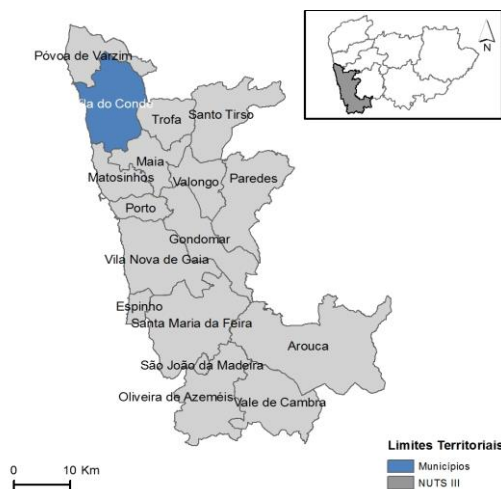 N
Póvoa de Varzim
ila do Conde
Trofa
Santo Tirso
Maia
Matosinhos
Valongo
Paredes
Porto
Gondomar
Vila Nova de Gaia
Espinho
Santa Maria da Feira
Arouca
São João da Madeira
Oliveira de Azeméis
Vale de Cambra
Limites Territoriais
Municípios
NUTS III
0 10 Km